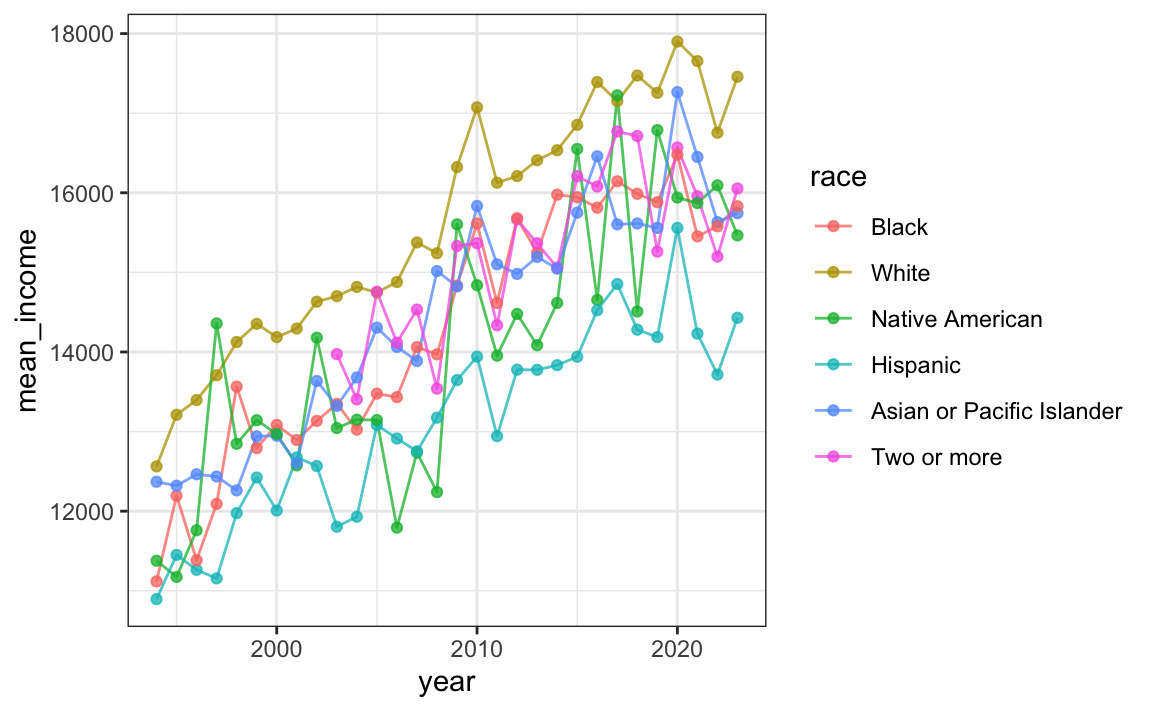 18000
16000
14000
12000
mean_income
2000
2010
2020
year
race
Black
White
Native American
Hispanic
Asian or Pacific Islander
Two or more